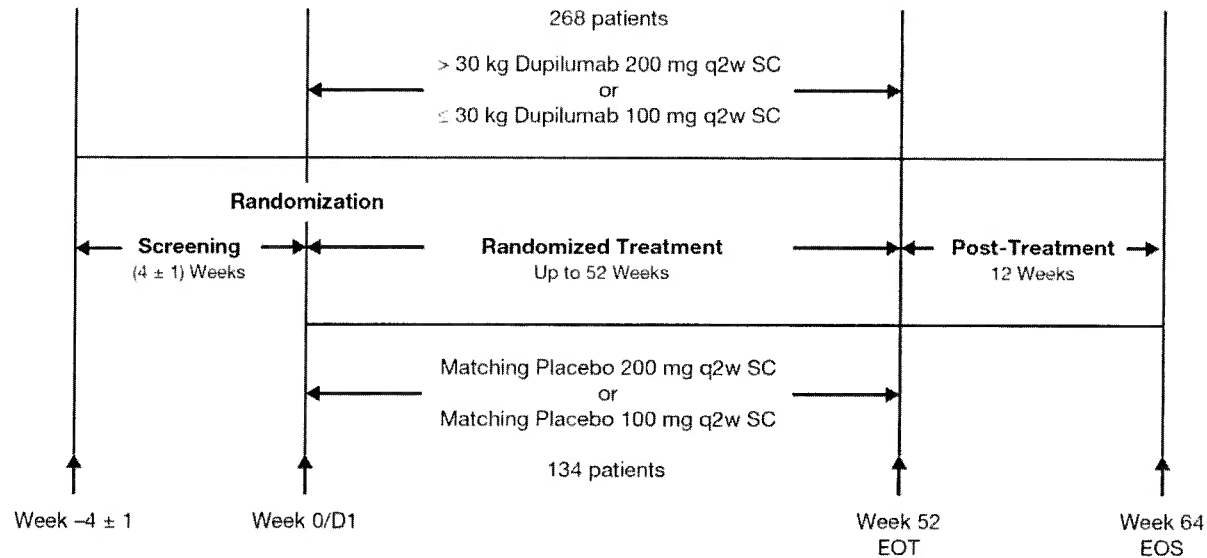 268 patients
> 30 kg Dupilumab 200 mg q2w SC
or
≤ 30 kg Dupilumab 100 mg q2w SC
Randomization
Screening
(4 ± 1) Weeks
Randomized Treatment
Up to 52 Weeks
Post-Treatment
12 Weeks
Matching Placebo 200 mg q2w SC
or
Matching Placebo 100 mg q2w SC
134 patients
Week –4 ± 1
Week 0/D1
Week 52
EOT
Week 64
EOS